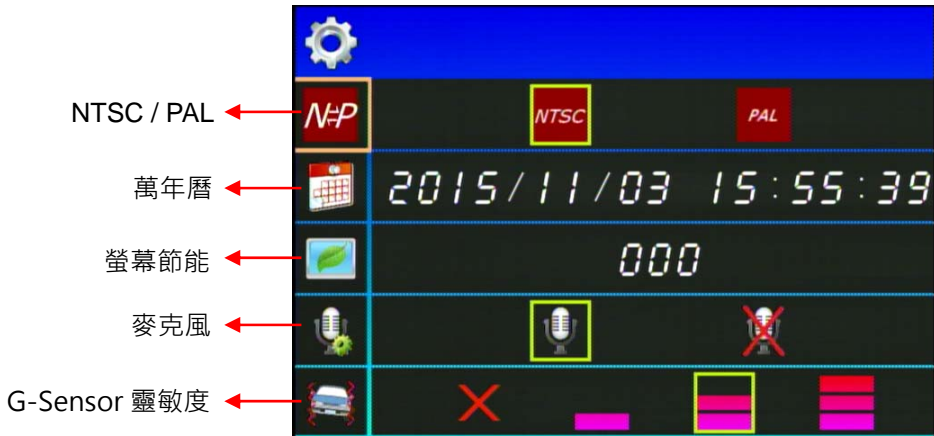 NTSC / PAL
N≠P
NTSC
PAL
萬年曆
2015/11/03 15:55:39
螢幕節能
000
麥克風
G-Sensor 靈敏度